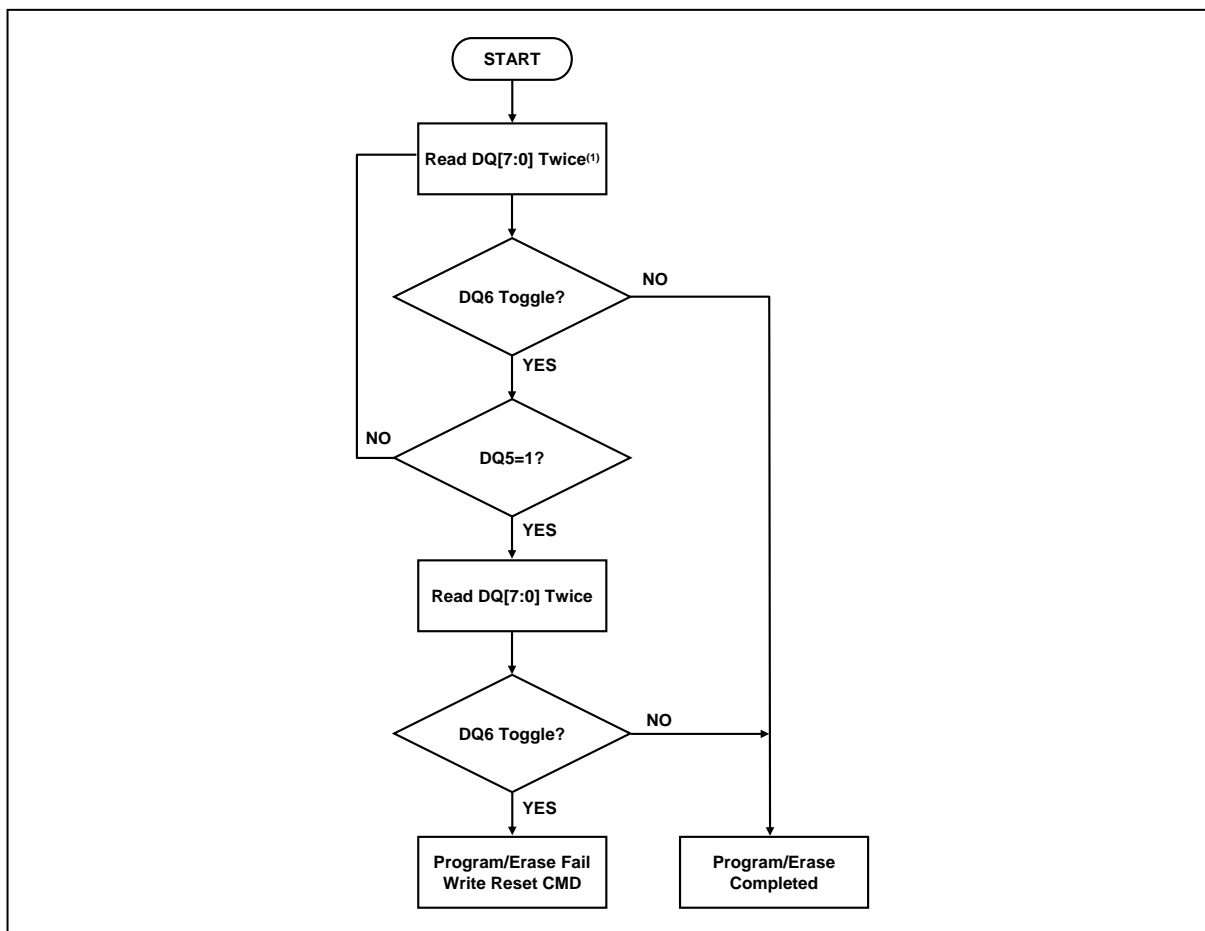 START
Read DQ[7:0] Twice(1)
DQ6 Toggle?
NO
YES
NO
DQ5=1?
YES
Read DQ[7:0] Twice
DQ6 Toggle?
NO
YES
Program/Erase Fail
Write Reset CMD
Program/Erase
Completed